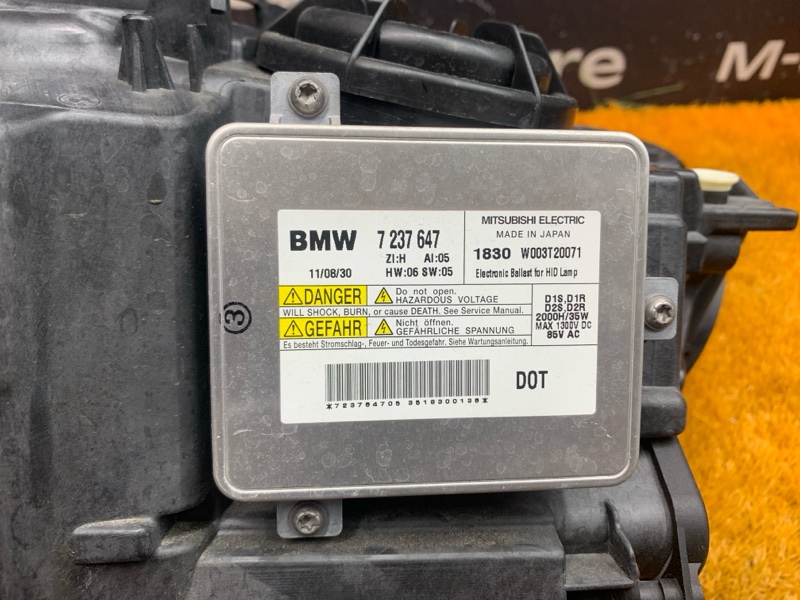 re M-
BMW 7 237 647
ZI:H AI:05
11/08/30 HW:06 SW:05
MITSUBISHI ELECTRIC
MADE IN JAPAN
1830 W003T20071
Electronic Ballast for HID Lamp
DANGER Do not open.
HAZARDOUS VOLTAGE
WILL SHOCK, BURN, or cause DEATH. See Service Manual.
GEFAHR Nicht öffnen.
GEFÄHRLICHE SPANNUNG
Es besteht Stromschlag-, Feuer- und Todesgefahr. Siehe Wartungsanleitung.
D1S,D1R
D2S,D2R
2000H/35W
MAX 1300V DC
85V AC
3
DOT
*723764705 3518300136*